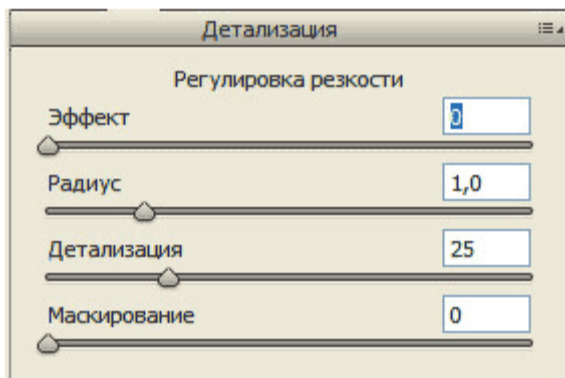 Детализация
Регулировка резкости
Эффект 0
Радиус 1,0
Детализация 25
Маскирование 0